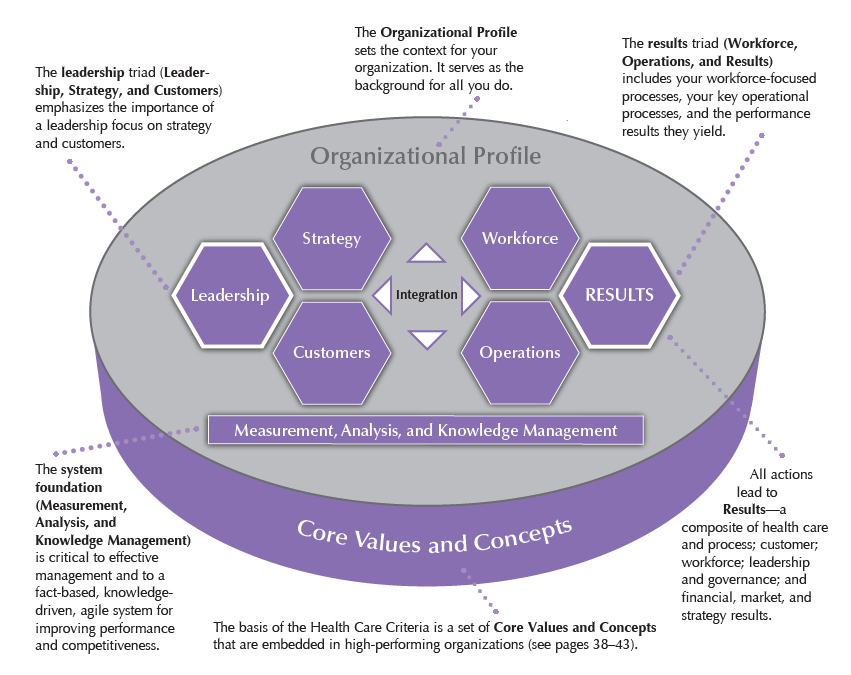 The Organizational Profile
sets the context for your
organization. It serves as the
background for all you do.
The results triad (Workforce,
Operations, and Results)
includes your workforce-focused
processes, your key operational
processes, and the performance
results they yield.
The leadership triad (Leader-
ship, Strategy, and Customers)
emphasizes the importance of
a leadership focus on strategy
and customers.
Organizational Profile
Strategy
Workforce
Leadership
Integration
RESULTS
Customers
Operations
Measurement, Analysis, and Knowledge Management
Core Values and Concepts
The system
foundation
(Measurement,
Analysis, and
Knowledge Management)
is critical to effective
management and to a
fact-based, knowledge-
driven, agile system for
improving performance
and competitiveness.
All actions
lead to
Results—a
composite of health care
and process; customer;
workforce; leadership
and governance; and
financial, market, and
strategy results.
The basis of the Health Care Criteria is a set of Core Values and Concepts
that are embedded in high-performing organizations (see pages 38–43).